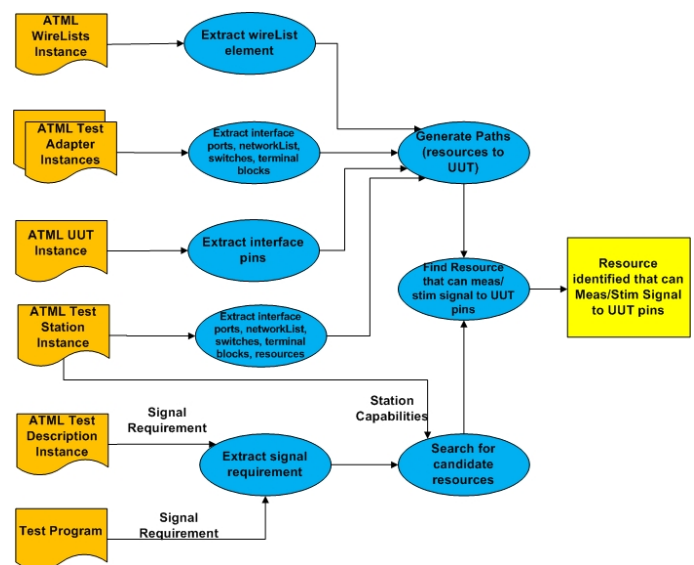 ATML
WireLists
Instance
Extract wireList
element
ATML Test
Adapter
Instances
Extract interface
ports, networkList,
switches, terminal
blocks
Generate Paths
(resources to
UUT)
ATML UUT
Instance
Extract interface
pins
ATML Test
Station
Instance
Extract interface
ports, networkList,
switches, terminal
blocks, resources
Find Resource
that can meas/
stim signal to UUT
pins
Resource
identified that can
Meas/Stim Signal
to UUT pins
Station
Capabilities
ATML Test
Description
Instance
Signal
Requirement
Extract signal
requirement
Search for
candidate
resources
Test Program
Signal
Requirement